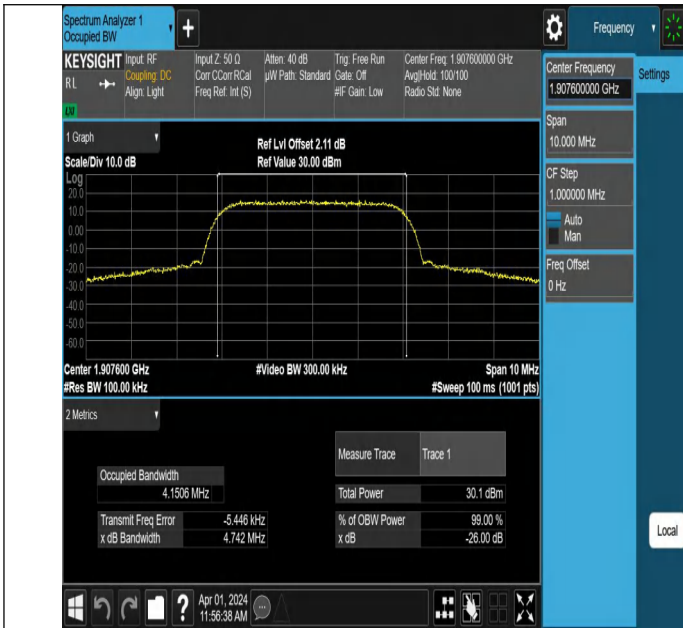 Spectrum Analyzer 1
Occupied BW
+
Frequency
KEYSIGHT
RL
Input: RF
Coupling: DC
Align: Light
Input Z: 50 Ω
Corr CCorr RCal
Freq Ref: Int (S)
Atten: 40 dB
µW Path: Standard
Trig: Free Run
Gate: Off
#IF Gain: Low
Center Freq: 1.907600000 GHz
Avg|Hold: 100/100
Radio Std: None
Center Frequency
1.907600000 GHz
Settings
Span
10.000 MHz
CF Step
1.000000 MHz
Auto
Man
Freq Offset
0 Hz
1 Graph
Scale/Div 10.0 dB
Ref Lvl Offset 2.11 dB
Ref Value 30.00 dBm
Log
20.0
10.0
0.00
-10.0
-20.0
-30.0
-40.0
-50.0
-60.0
Center 1.907600 GHz
#Video BW 300.00 kHz
Span 10 MHz
#Res BW 100.00 kHz
#Sweep 100 ms (1001 pts)
2 Metrics
Measure Trace
Trace 1
Occupied Bandwidth
4.1506 MHz
Total Power
30.1 dBm
Transmit Freq Error
-5.446 kHz
% of OBW Power
99.00 %
x dB Bandwidth
4.742 MHz
x dB
-26.00 dB
Local
?
Apr 01, 2024
11:56:38 AM